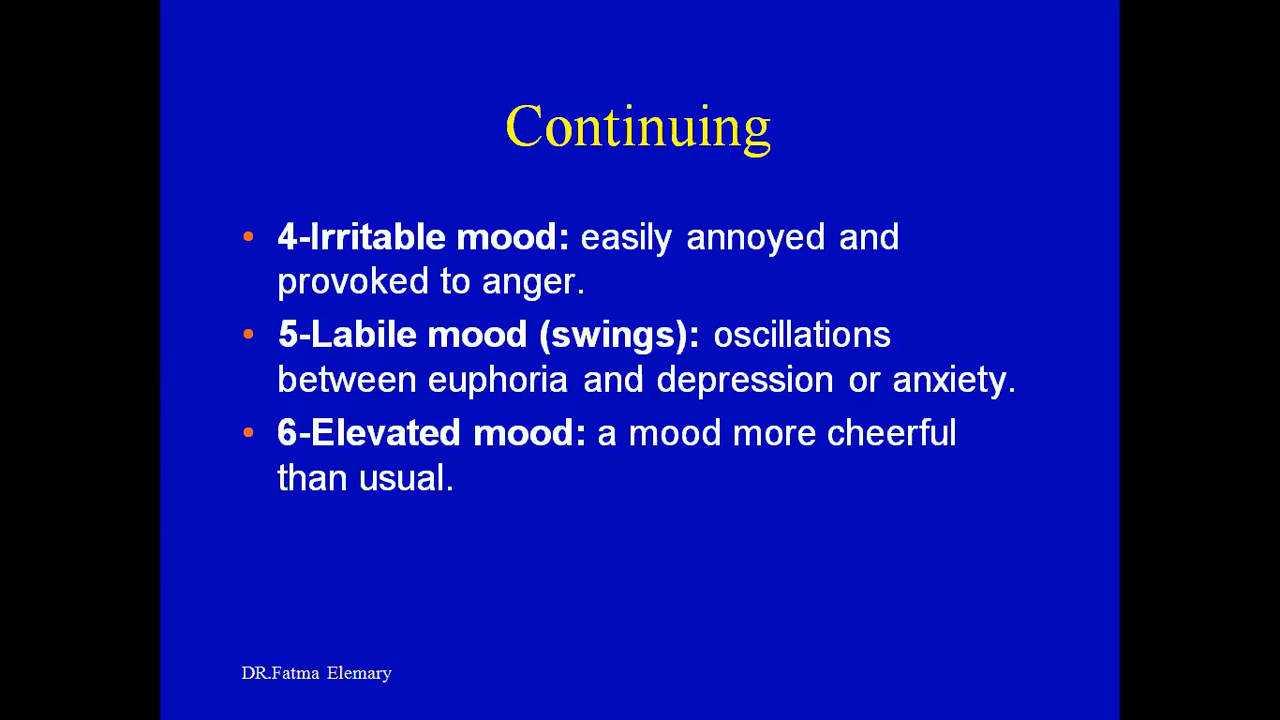 Continuing
• 4-Irritable mood: easily annoyed and
provoked to anger.
• 5-Labile mood (swings): oscillations
between euphoria and depression or anxiety.
• 6-Elevated mood: a mood more cheerful
than usual.
DR.Fatma Elemary